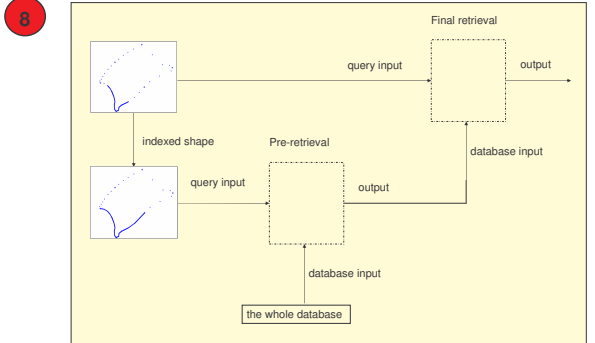 8
Final retrieval
query input
output
indexed shape
Pre-retrieval
database input
query input
output
database input
the whole database